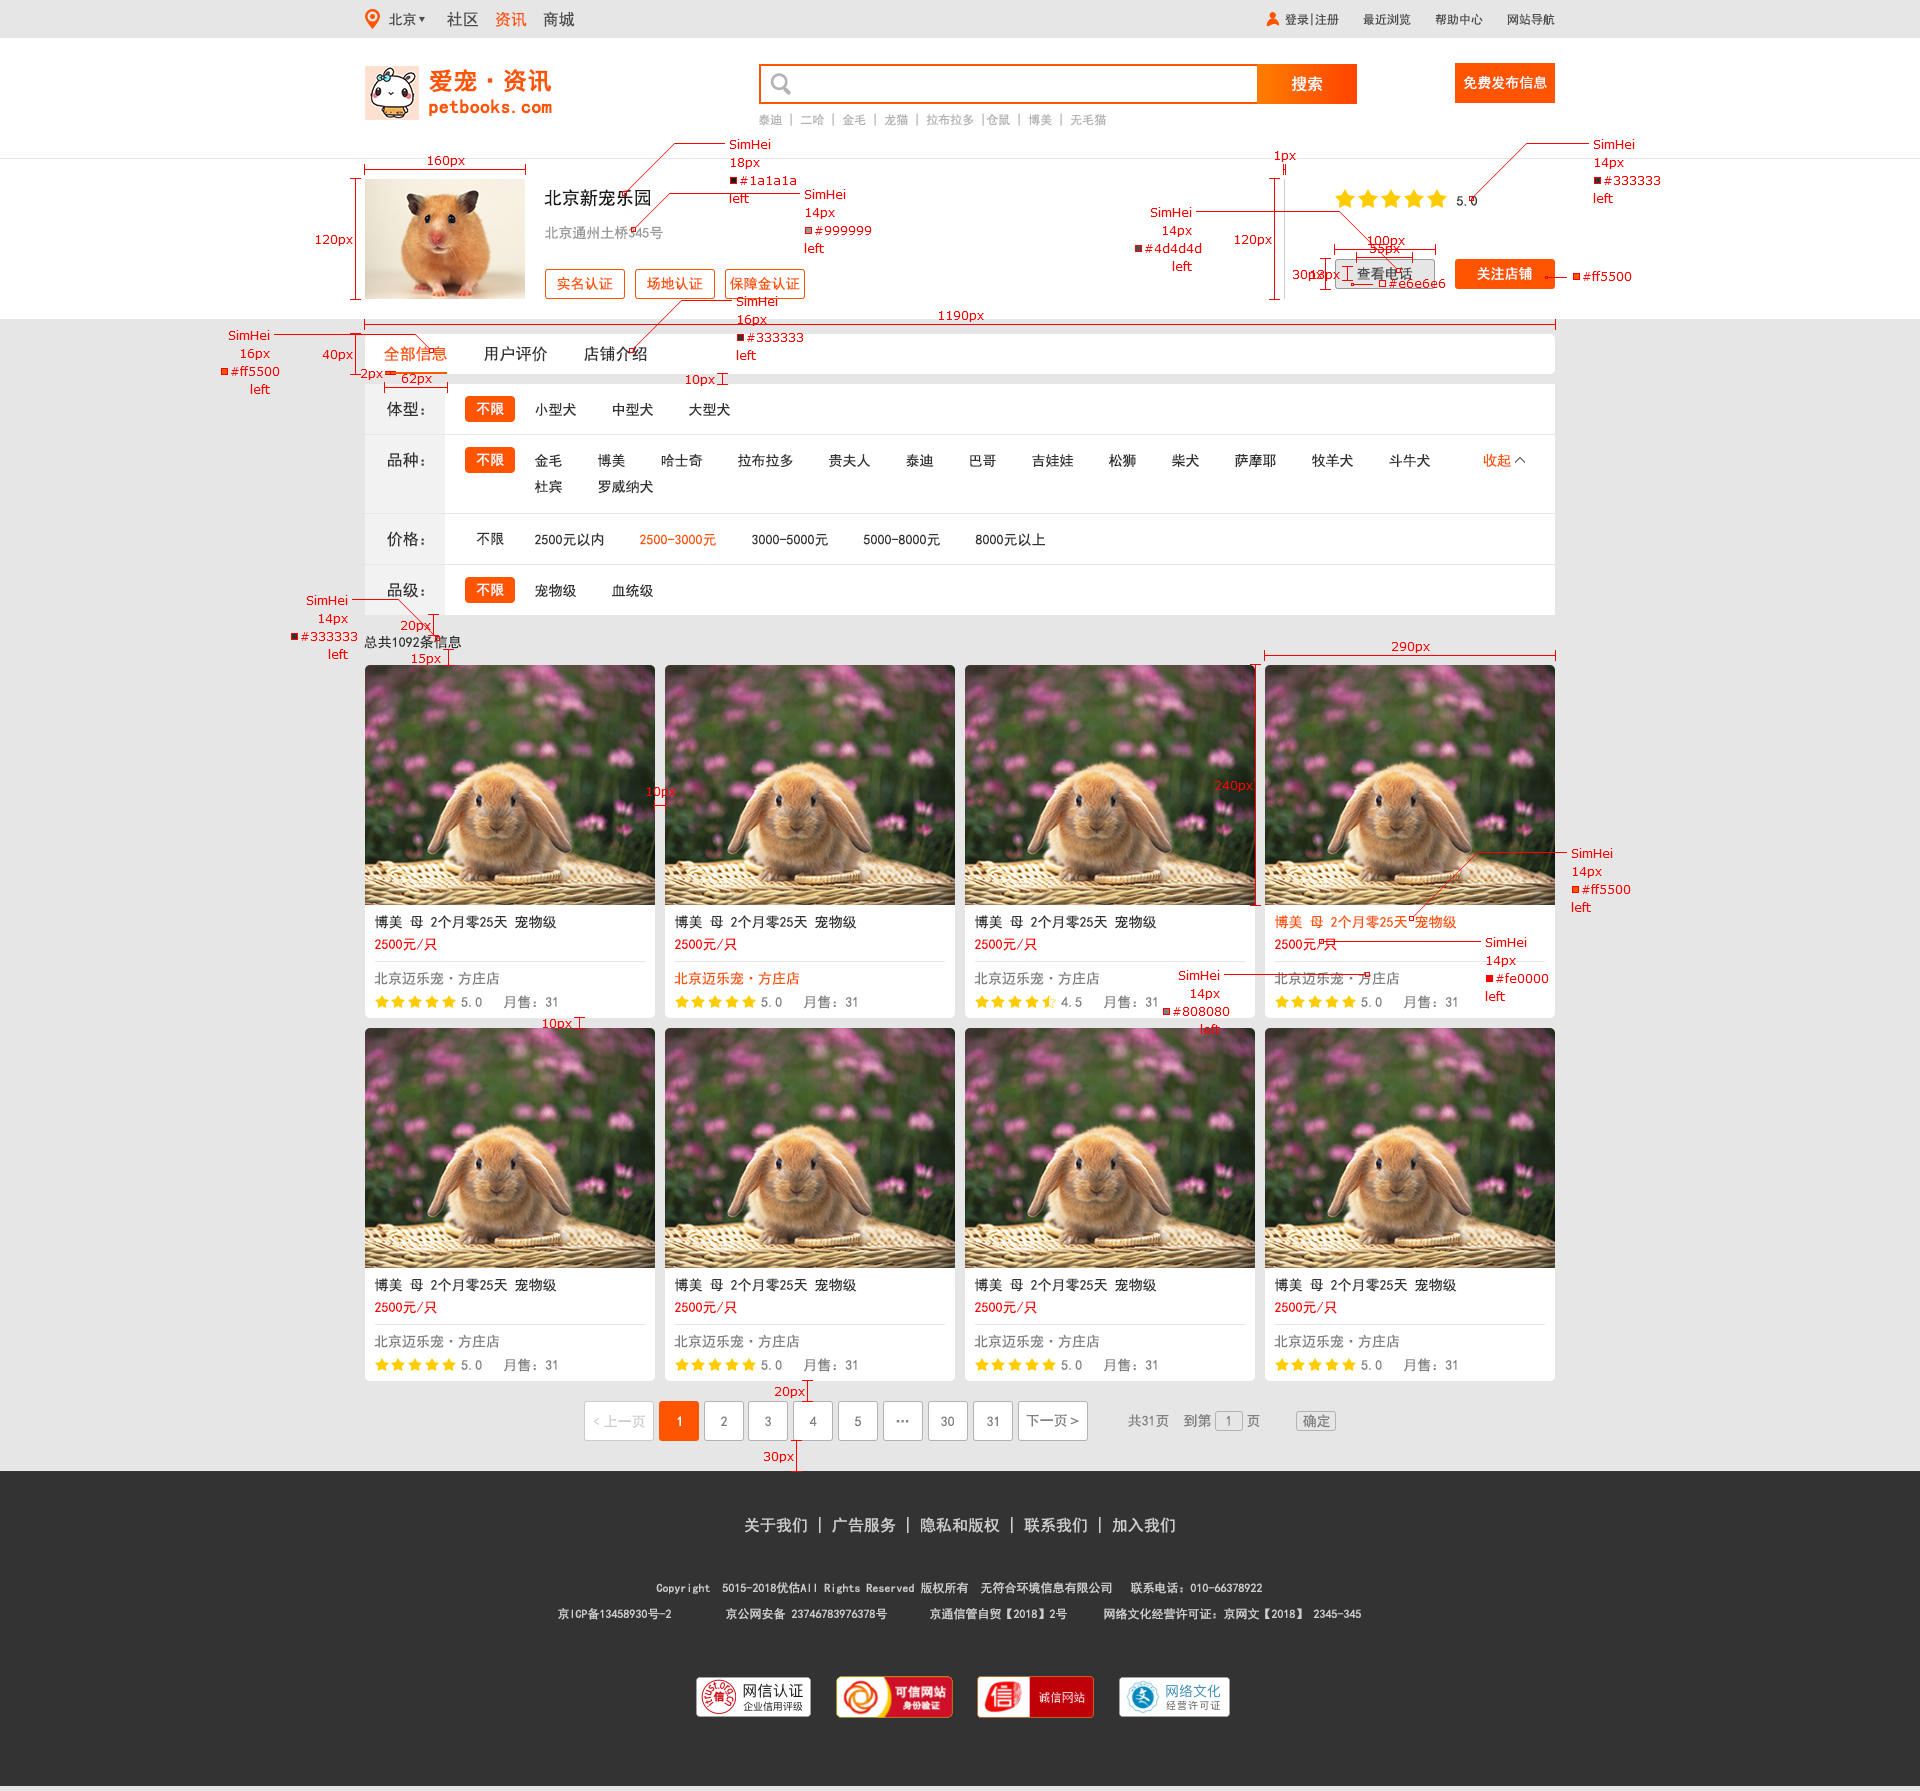 北京 社区 资讯 商城 登录|注册 最近浏览 帮助中心 网站导航
爱宠·资讯
petbooks.com
搜索
免费发布信息
泰迪 | 二哈 | 金毛 | 龙猫 | 拉布拉多 |仓鼠 | 博美 | 无毛猫
160px
SimHei
18px
#1a1a1a
left
1px
SimHei
14px
#333333
left
120px
北京新宠乐园
北京通州土桥345号
SimHei
14px
#999999
left
实名认证 场地认证 保障金认证
SimHei
14px
#4d4d4d
left
120px
5.0
100px
55px
30px
13px
查看电话
#e6e6e6
关注店铺
#ff5500
1190px
SimHei
16px
#333333
left
SimHei
16px
#ff5500
left
40px
全部信息 用户评价 店铺介绍
2px
62px
10px
体型： 不限 小型犬 中型犬 大型犬
品种： 不限 金毛 博美 哈士奇 拉布拉多 贵夫人 泰迪 巴哥 吉娃娃 松狮 柴犬 萨摩耶 牧羊犬 斗牛犬 收起
杜宾 罗威纳犬
价格： 不限 2500元以内 2500-3000元 3000-5000元 5000-8000元 8000元以上
品级： 不限 宠物级 血统级
SimHei
14px
#333333
left
20px
总共1092条信息
15px
290px
10px
240px
SimHei
14px
#ff5500
left
博美 母 2个月零25天 宠物级 博美 母 2个月零25天 宠物级 博美 母 2个月零25天 宠物级 博美 母 2个月零25天 宠物级
2500元/只 2500元/只 2500元/只 2500元/只
SimHei
14px
#fe0000
left
北京迈乐宠·方庄店 北京迈乐宠·方庄店 北京迈乐宠·方庄店 北京迈乐宠·方庄店
SimHei
14px
#808080
left
5.0 月售：31 5.0 月售：31 4.5 月售：31 5.0 月售：31
10px
博美 母 2个月零25天 宠物级 博美 母 2个月零25天 宠物级 博美 母 2个月零25天 宠物级 博美 母 2个月零25天 宠物级
2500元/只 2500元/只 2500元/只 2500元/只
北京迈乐宠·方庄店 北京迈乐宠·方庄店 北京迈乐宠·方庄店 北京迈乐宠·方庄店
5.0 月售：31 5.0 月售：31 5.0 月售：31 5.0 月售：31
20px
<上一页 1 2 3 4 5 ··· 30 31 下一页> 共31页 到第 1 页 确定
30px
关于我们 | 广告服务 | 隐私和版权 | 联系我们 | 加入我们
Copyright 5015-2018优估All Rights Reserved 版权所有 无符合环境信息有限公司 联系电话：010-66378922
京ICP备13458930号-2 京公网安备 23746783976378号 京通信管自贸【2018】2号 网络文化经营许可证：京网文【2018】 2345-345
网信认证
企业信用评级
信
可信网站
身份验证
信 诚信网站
网络文化
经营许可证